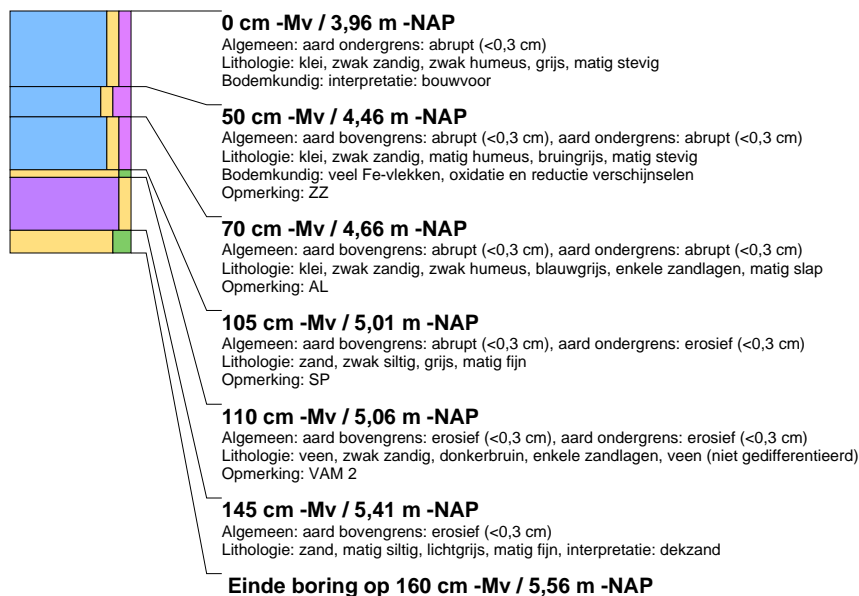 0 cm -Mv / 3,96 m -NAP
Algemeen: aard ondergrens: abrupt (<0,3 cm)
Lithologie: klei, zwak zandig, zwak humeus, grijs, matig stevig
Bodemkundig: interpretatie: bouwvoor
50 cm -Mv / 4,46 m -NAP
Algemeen: aard bovengrens: abrupt (<0,3 cm), aard ondergrens: abrupt (<0,3 cm)
Lithologie: klei, zwak zandig, matig humeus, bruingrijs, matig stevig
Bodemkundig: veel Fe-vlekken, oxidatie en reductie verschijnselen
Opmerking: ZZ
70 cm -Mv / 4,66 m -NAP
Algemeen: aard bovengrens: abrupt (<0,3 cm), aard ondergrens: abrupt (<0,3 cm)
Lithologie: klei, zwak zandig, zwak humeus, blauwgrijs, enkele zandlagen, matig slap
Opmerking: AL
105 cm -Mv / 5,01 m -NAP
Algemeen: aard bovengrens: abrupt (<0,3 cm), aard ondergrens: erosief (<0,3 cm)
Lithologie: zand, zwak siltig, grijs, matig fijn
Opmerking: SP
110 cm -Mv / 5,06 m -NAP
Algemeen: aard bovengrens: erosief (<0,3 cm), aard ondergrens: erosief (<0,3 cm)
Lithologie: veen, zwak zandig, donkerbruin, enkele zandlagen, veen (niet gedifferentieerd)
Opmerking: VAM 2
145 cm -Mv / 5,41 m -NAP
Algemeen: aard bovengrens: erosief (<0,3 cm)
Lithologie: zand, matig siltig, lichtgrijs, matig fijn, interpretatie: dekzand
Einde boring op 160 cm -Mv / 5,56 m -NAP